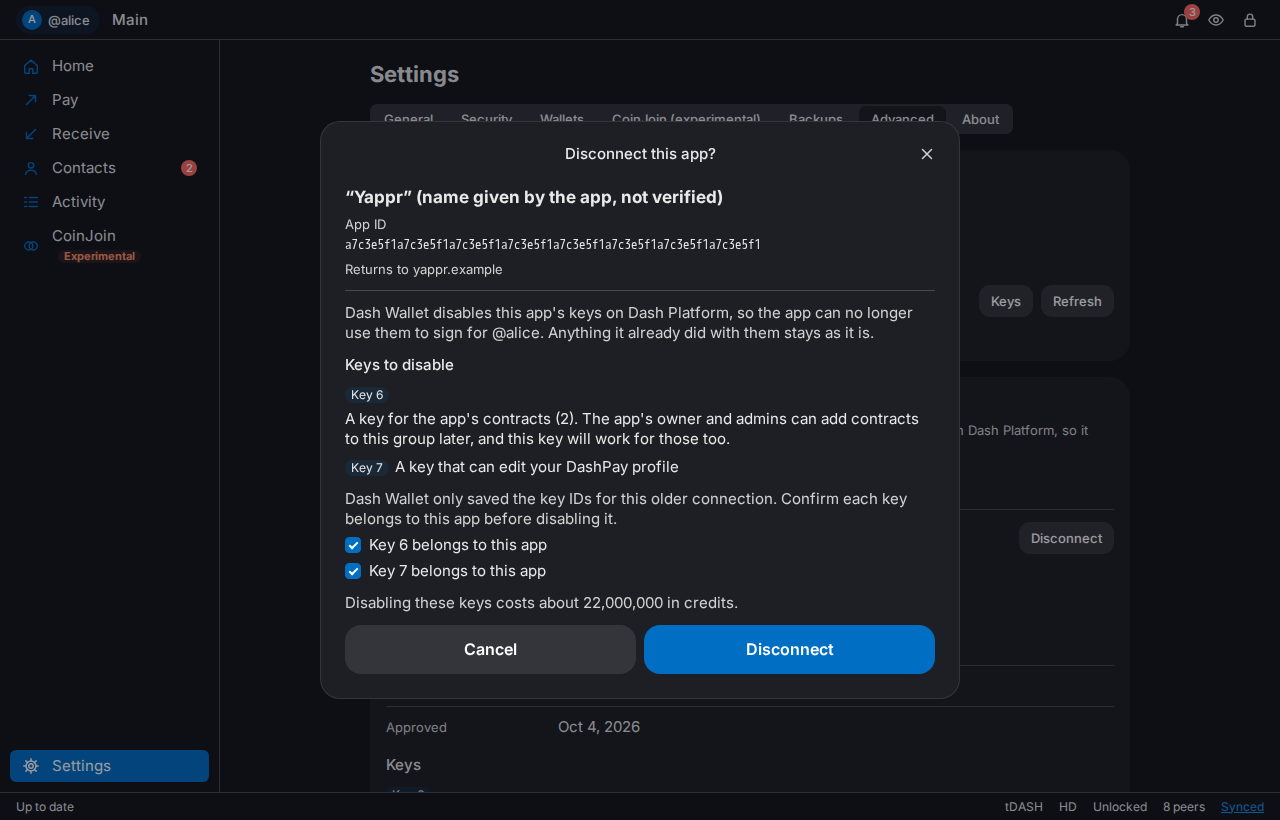 A @alice Main 3
Home
Pay
Receive
Contacts 2
Activity
CoinJoin
Experimental
Settings
Settings
General Security Wallets CoinJoin (experimental) Backups Advanced About
Keys Refresh
n Dash Platform, so it
Disconnect
Disconnect this app?
“Yappr” (name given by the app, not verified)
App ID
a7c3e5f1a7c3e5f1a7c3e5f1a7c3e5f1a7c3e5f1a7c3e5f1a7c3e5f1a7c3e5f1
Returns to yappr.example
Dash Wallet disables this app's keys on Dash Platform, so the app can no longer
use them to sign for @alice. Anything it already did with them stays as it is.
Keys to disable
Key 6
A key for the app's contracts (2). The app's owner and admins can add contracts
to this group later, and this key will work for those too.
Key 7 A key that can edit your DashPay profile
Dash Wallet only saved the key IDs for this older connection. Confirm each key
belongs to this app before disabling it.
Key 6 belongs to this app
Key 7 belongs to this app
Disabling these keys costs about 22,000,000 in credits.
Cancel Disconnect
Approved Oct 4, 2026
Keys
Up to date tDASH HD Unlocked 8 peers Synced